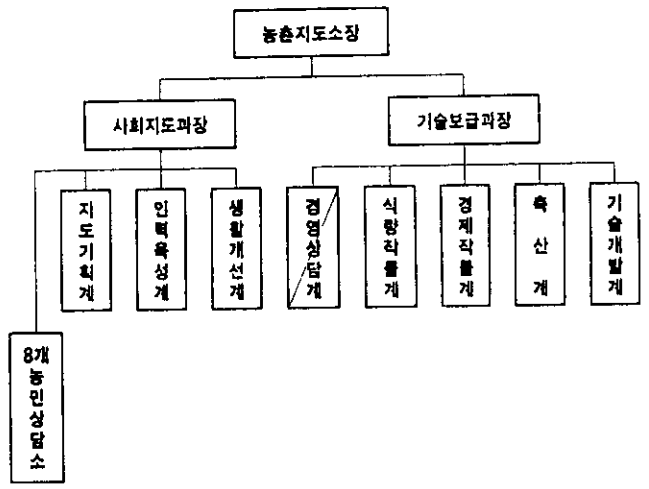 농촌지도소장
사회지도과장
기술보급과장
지도기획계
인력육성계
생활개선계
경영상담계
식량작물계
경제작물계
축산계
기술개발계
8개농민상담소